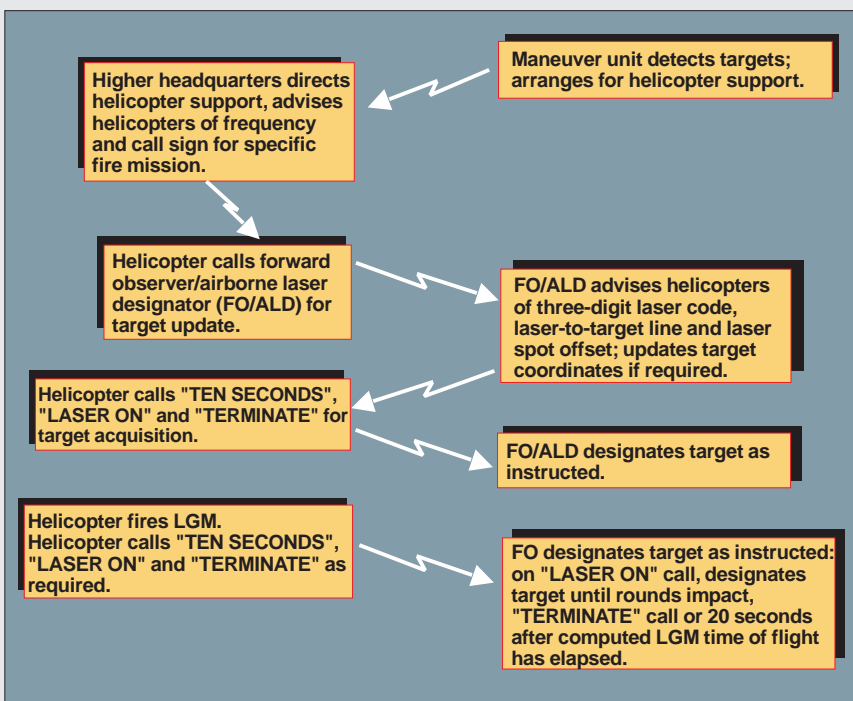 Maneuver unit detects targets;
arranges for helicopter support.
Higher headquarters directs
helicopter support, advises
helicopters of frequency
and call sign for specific
fire mission.
Helicopter calls forward
observer/airborne laser
designator (FO/ALD) for
target update.
FO/ALD advises helicopters
of three-digit laser code,
laser-to-target line and laser
spot offset; updates target
coordinates if required.
Helicopter calls "TEN SECONDS",
"LASER ON" and "TERMINATE" for
target acquisition.
FO/ALD designates target as
instructed.
Helicopter fires LGM.
Helicopter calls "TEN SECONDS",
"LASER ON" and "TERMINATE" as
required.
FO designates target as instructed:
on "LASER ON" call, designates
target until rounds impact,
"TERMINATE" call or 20 seconds
after computed LGM time of flight
has elapsed.